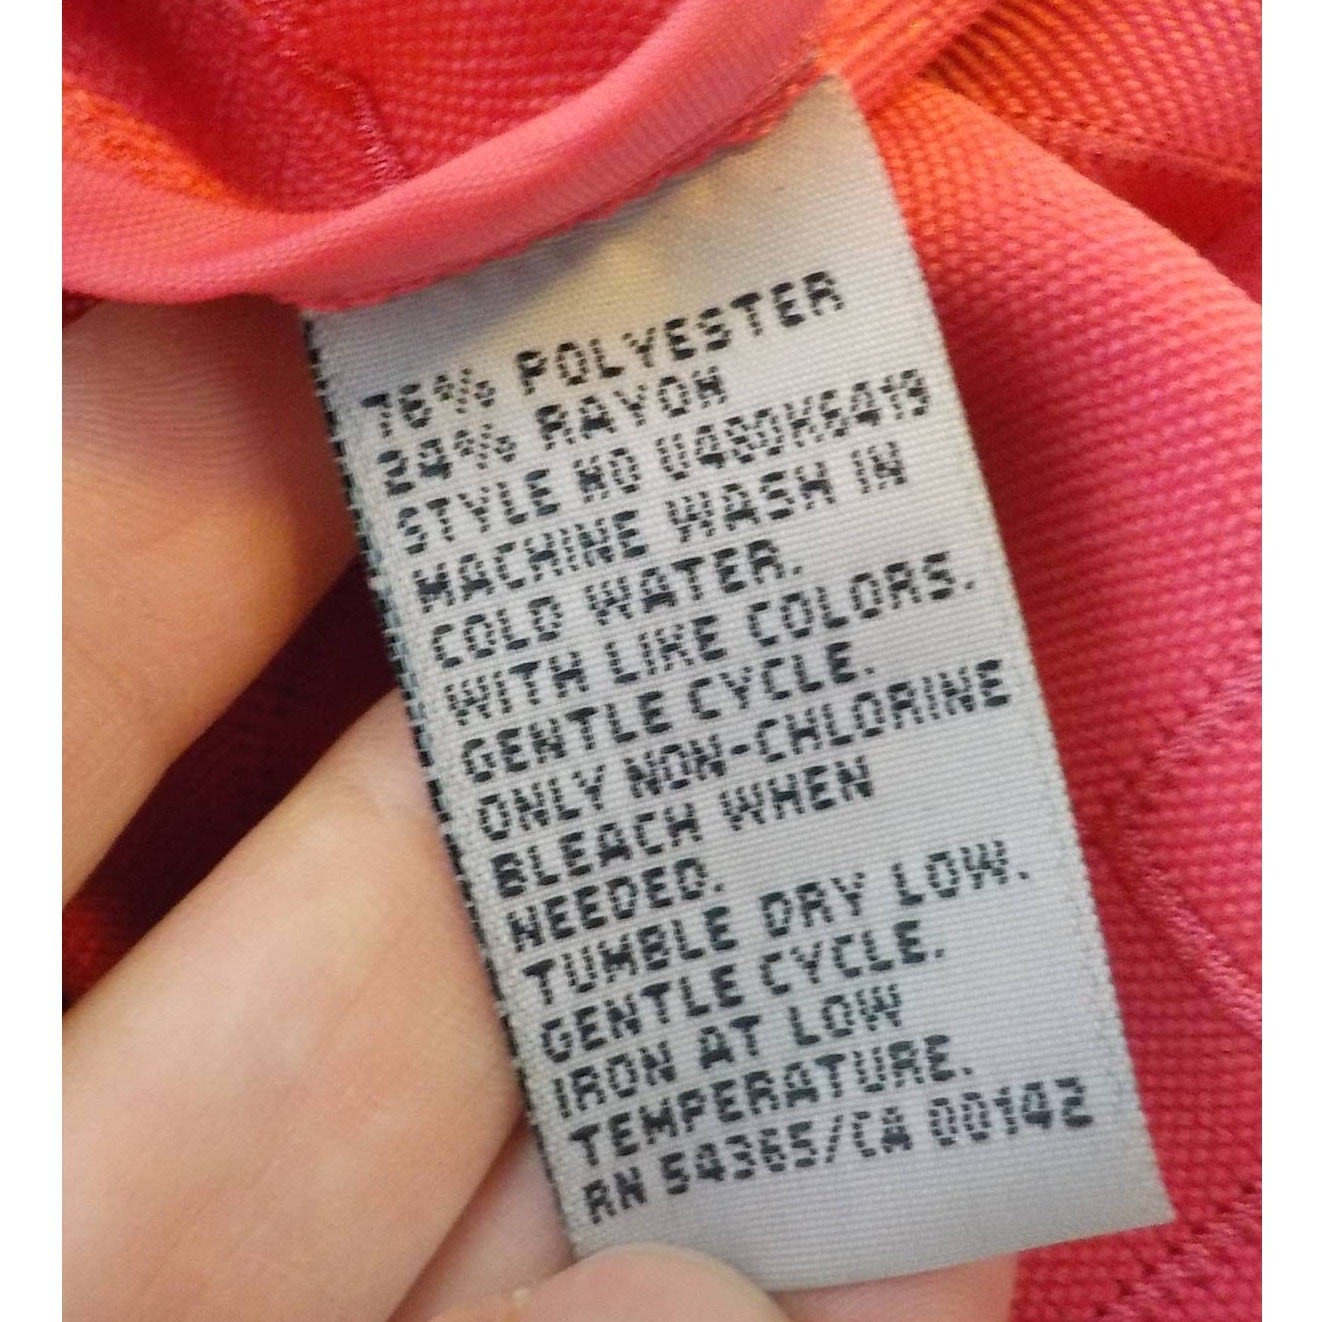 76% POLYESTER
24% RAYON
STYLE NO U480K6419
MACHINE WASH IN
COLD WATER.
WITH LIKE COLORS.
GENTLE CYCLE.
ONLY NON-CHLORINE
BLEACH WHEN
NEEDED.
TUMBLE DRY LOW.
GENTLE CYCLE.
IRON AT LOW
TEMPERATURE.
RN 54365/CA 00142